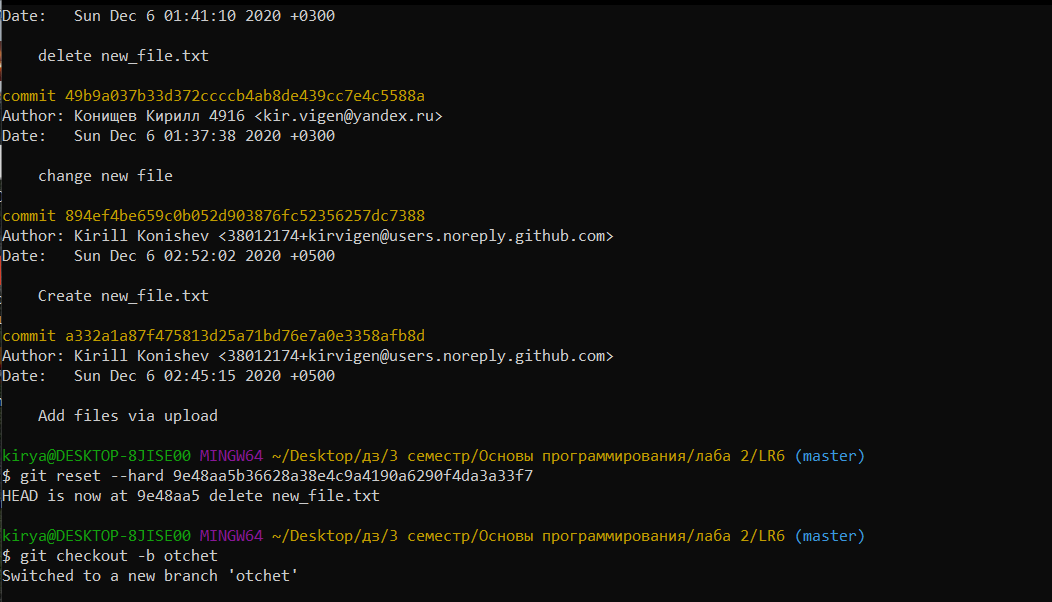 Date:   Sun Dec 6 01:41:10 2020 +0300
delete new_file.txt
commit 49b9a037b33d372ccccb4ab8de439cc7e4c5588a
Author: Конищев Кирилл 4916 <kir.vigen@yandex.ru>
Date:   Sun Dec 6 01:37:38 2020 +0300
change new file
commit 894ef4be659c0b052d903876fc52356257dc7388
Author: Kirill Konishev <38012174+kirvigen@users.noreply.github.com>
Date:   Sun Dec 6 02:52:02 2020 +0500
Create new_file.txt
commit a332a1a87f475813d25a71bd76e7a0e3358afb8d
Author: Kirill Konishev <38012174+kirvigen@users.noreply.github.com>
Date:   Sun Dec 6 02:45:15 2020 +0500
Add files via upload
kirya@DESKTOP-8JISE00 MINGW64 ~/Desktop/дз/3 семестр/Основы программирования/лаба 2/LR6 (master)
$ git reset --hard 9e48aa5b36628a38e4c9a4190a6290f4da3a33f7
HEAD is now at 9e48aa5 delete new_file.txt
kirya@DESKTOP-8JISE00 MINGW64 ~/Desktop/дз/3 семестр/Основы программирования/лаба 2/LR6 (master)
$ git checkout -b otchet
Switched to a new branch 'otchet'